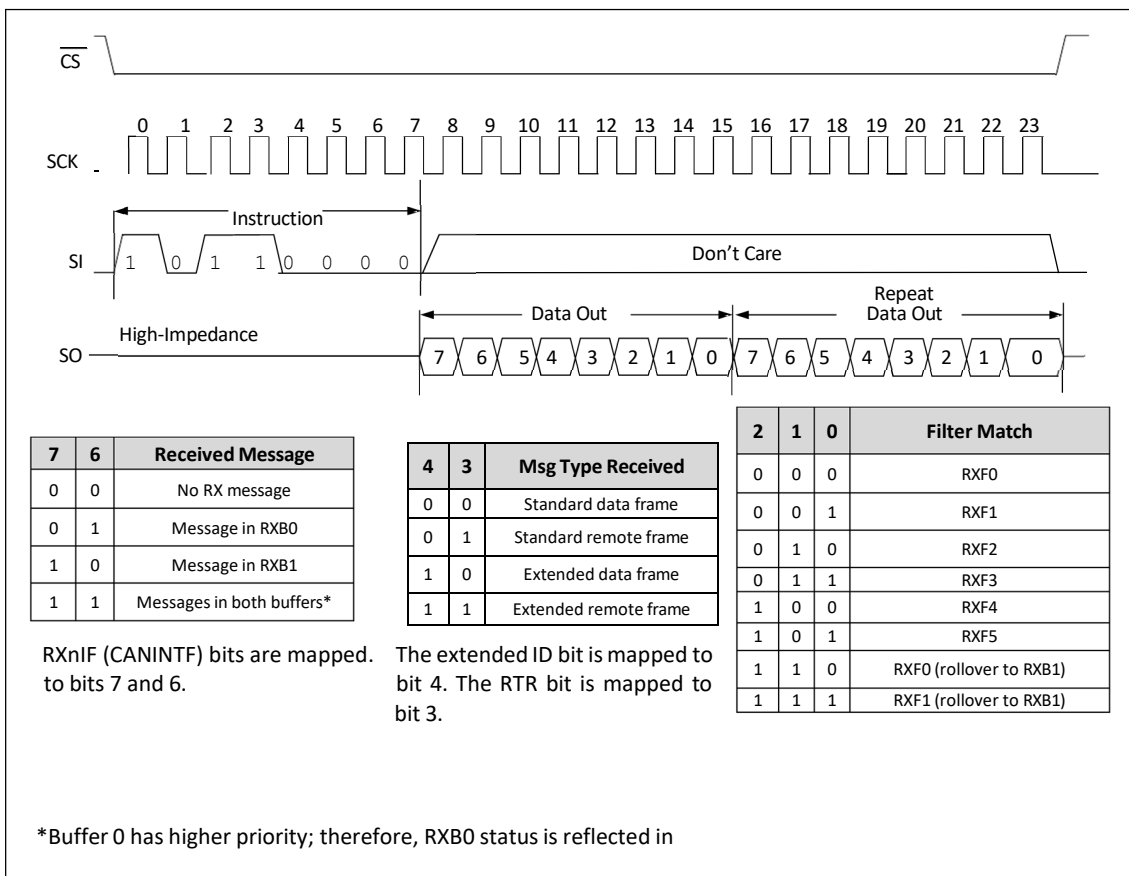 CS
0 1 2 3 4 5 6 7 8 9 10 11 12 13 14 15 16 17 18 19 20 21 22 23
SCK
Instruction
SI 1 0 1 1 0 0 0 0 Don't Care
Repeat
Data Out Data Out
High-Impedance
SO 7 6 5 4 3 2 1 0 7 6 5 4 3 2 1 0
7 6 Received Message
0 0 No RX message
0 1 Message in RXB0
1 0 Message in RXB1
1 1 Messages in both buffers*
RXnIF (CANINTF) bits are mapped.
to bits 7 and 6.
4 3 Msg Type Received
0 0 Standard data frame
0 1 Standard remote frame
1 0 Extended data frame
1 1 Extended remote frame
The extended ID bit is mapped to
bit 4. The RTR bit is mapped to
bit 3.
2 1 0 Filter Match
0 0 0 RXF0
0 0 1 RXF1
0 1 0 RXF2
0 1 1 RXF3
1 0 0 RXF4
1 0 1 RXF5
1 1 0 RXF0 (rollover to RXB1)
1 1 1 RXF1 (rollover to RXB1)
*Buffer 0 has higher priority; therefore, RXB0 status is reflected in